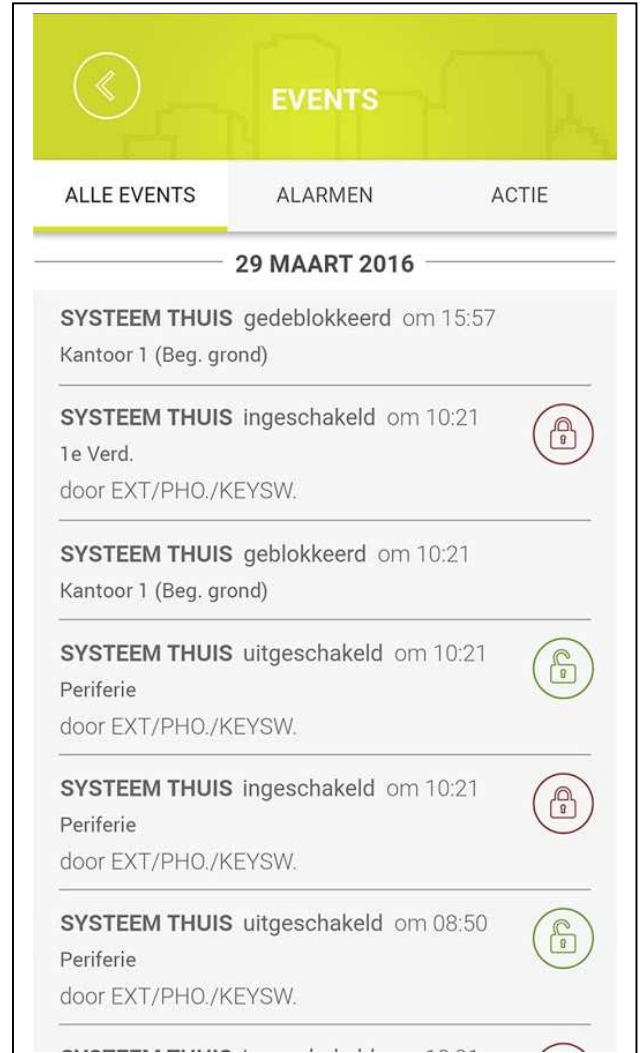 EVENTS
ALLE EVENTS ALARMEN ACTIE
29 MAART 2016
SYSTEEM THUIS gedeblokkeerd om 15:57
Kantoor 1 (Beg. grond)
SYSTEEM THUIS ingeschakeld om 10:21
1e Verd.
door EXT/PHO./KEYSW.
SYSTEEM THUIS geblokkeerd om 10:21
Kantoor 1 (Beg. grond)
SYSTEEM THUIS uitgeschakeld om 10:21
Periferie
door EXT/PHO./KEYSW.
SYSTEEM THUIS ingeschakeld om 10:21
Periferie
door EXT/PHO./KEYSW.
SYSTEEM THUIS uitgeschakeld om 08:50
Periferie
door EXT/PHO./KEYSW.